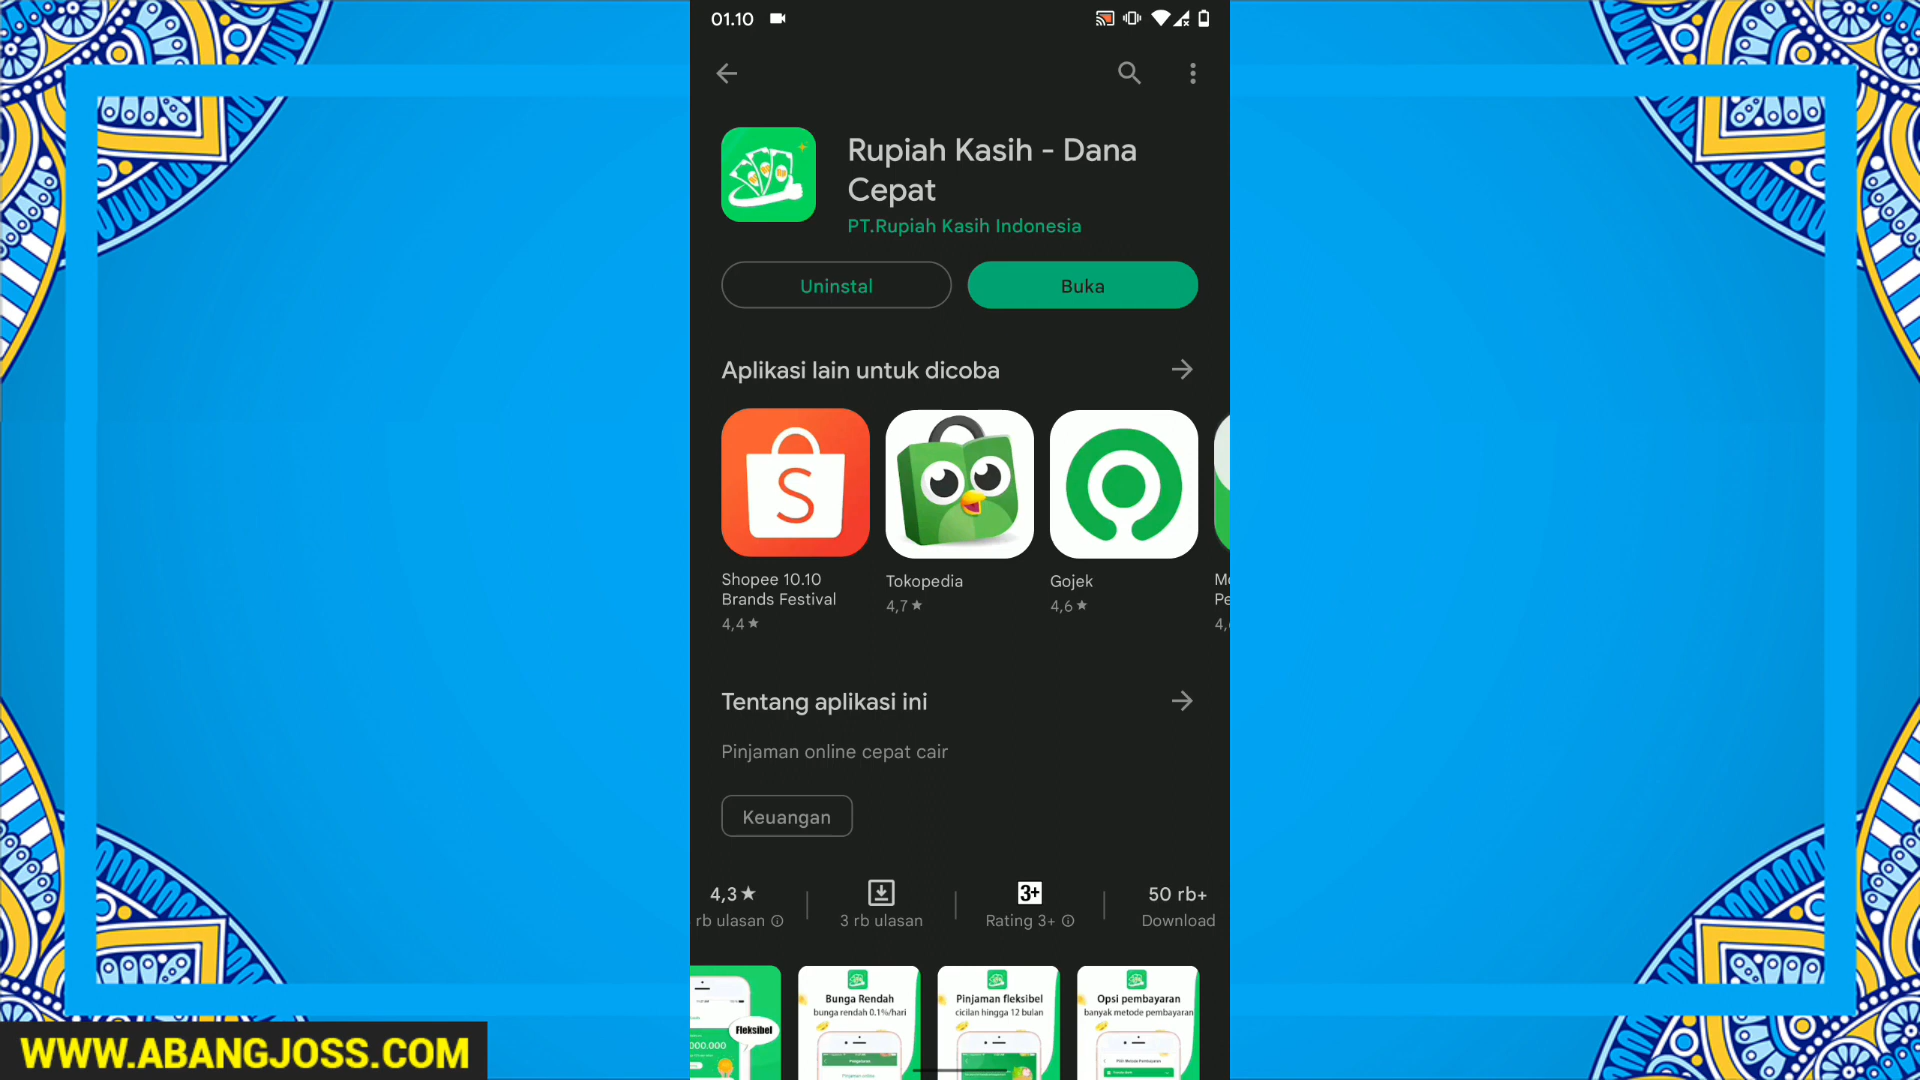 01.10
Rupiah Kasih - Dana
Cepat
PT.Rupiah Kasih Indonesia
Uninstal
Buka
Aplikasi lain untuk dicoba
S
Shopee 10.10
Brands Festival
4,4★
Tokopedia
4,7★
Gojek
4,6★
Tentang aplikasi ini
Pinjaman online cepat cair
Keuangan
4,3★
rb ulasan
3 rb ulasan
3+
Rating 3+
50 rb+
Download
Fleksibel
000.000
Bunga Rendah
bunga rendah 0.1%/hari
Pinjaman fleksibel
cicilan hingga 12 bulan
Opsi pembayaran
banyak metode pembayaran
WWW.ABANGJOSS.COM